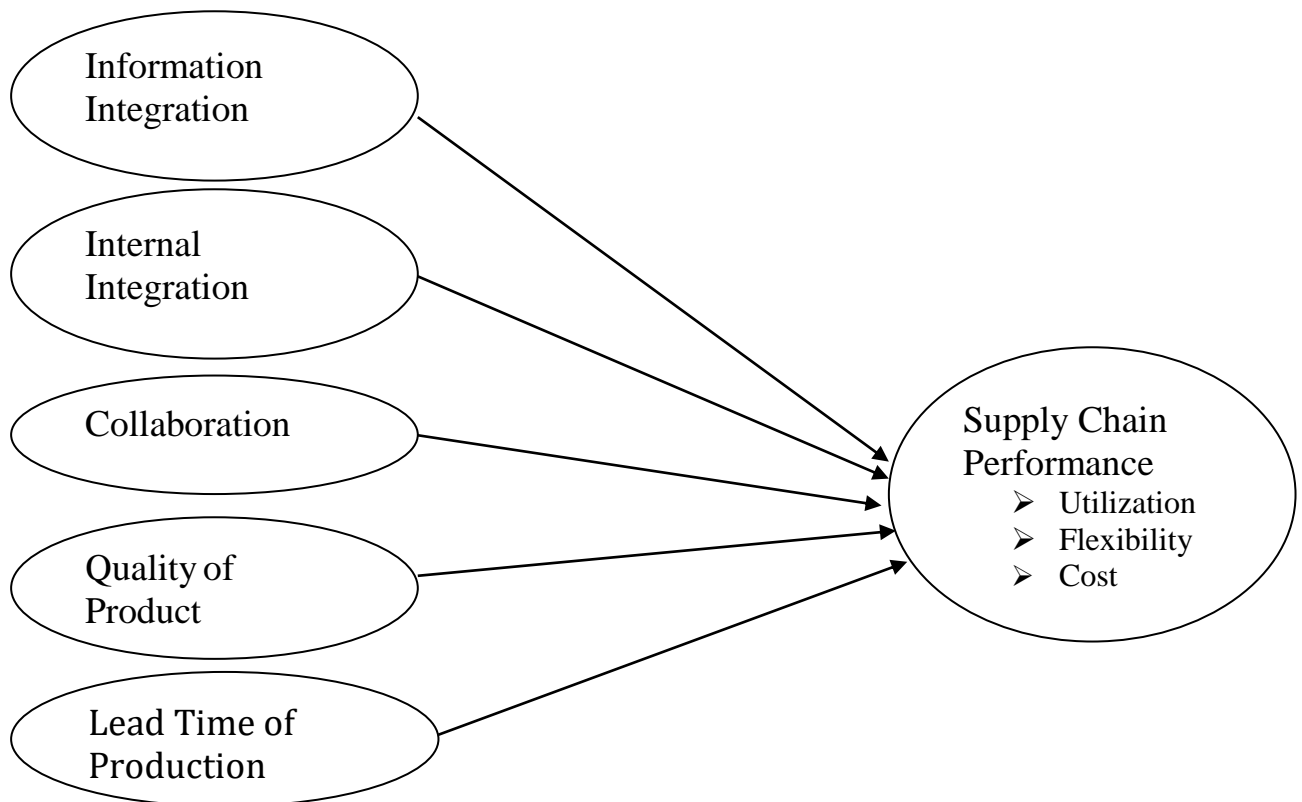 Information
Integration
Internal
Integration
Collaboration
Quality of
Product
Lead Time of
Production
Supply Chain
Performance
➢ Utilization
➢ Flexibility
➢ Cost